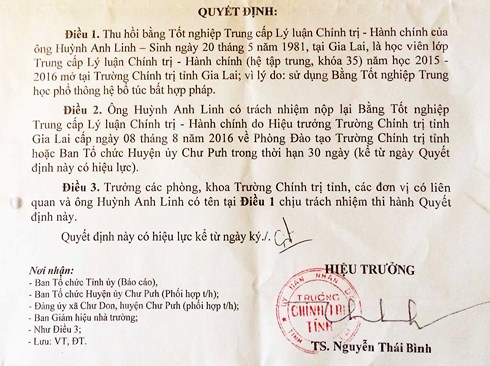 QUYẾT ĐỊNH:
Điều 1. Thu hồi bằng Tốt nghiệp Trung cấp Lý luận Chính trị - Hành chính của
ông Huỳnh Anh Linh – Sinh ngày 20 tháng 5 năm 1981, tại Gia Lai, là học viên lớp
Trung cấp Lý luận Chính trị - Hành chính (hệ tập trung, khóa 35) năm học 2015 -
2016 mở tại Trường Chính trị tỉnh Gia Lai; vì lý do: sử dụng Bằng Tốt nghiệp Trung
học phổ thông hệ bổ túc bất hợp pháp.
Điều 2. Ông Huỳnh Anh Linh có trách nhiệm nộp lại Bằng Tốt nghiệp
Trung cấp Lý luận Chính trị - Hành chính do Hiệu trưởng Trường Chính trị tỉnh
Gia Lai cấp ngày 08 tháng 8 năm 2016 về Phòng Đào tạo Trường Chính trị tỉnh
hoặc Ban Tổ chức Huyện ủy Chư Pưh trong thời hạn 30 ngày (kể từ ngày Quyết
định này có hiệu lực).
Điều 3. Trưởng các phòng, khoa Trường Chính trị tỉnh, các đơn vị có liên
quan và ông Huỳnh Anh Linh có tên tại Điều 1 chịu trách nhiệm thi hành Quyết
định này.
Quyết định này có hiệu lực kể từ ngày ký./.
Nơi nhận:
- Ban Tổ chức Tỉnh ủy (Báo cáo),
- Ban Tổ chức Huyện ủy Chư Pưh (Phối hợp t/h);
- Đảng ủy xã Chư Don, huyện Chư Pưh (phối hợp t/h);
- Ban Giám hiệu nhà trường;
- Như Điều 3;
- Lưu: VT, ĐT.
HIỆU TRƯỞNG
ỦY BAN NHÂN D
TRƯỜNG
CHÍNH TRỊ
TỈNH
TS. Nguyễn Thái Bình